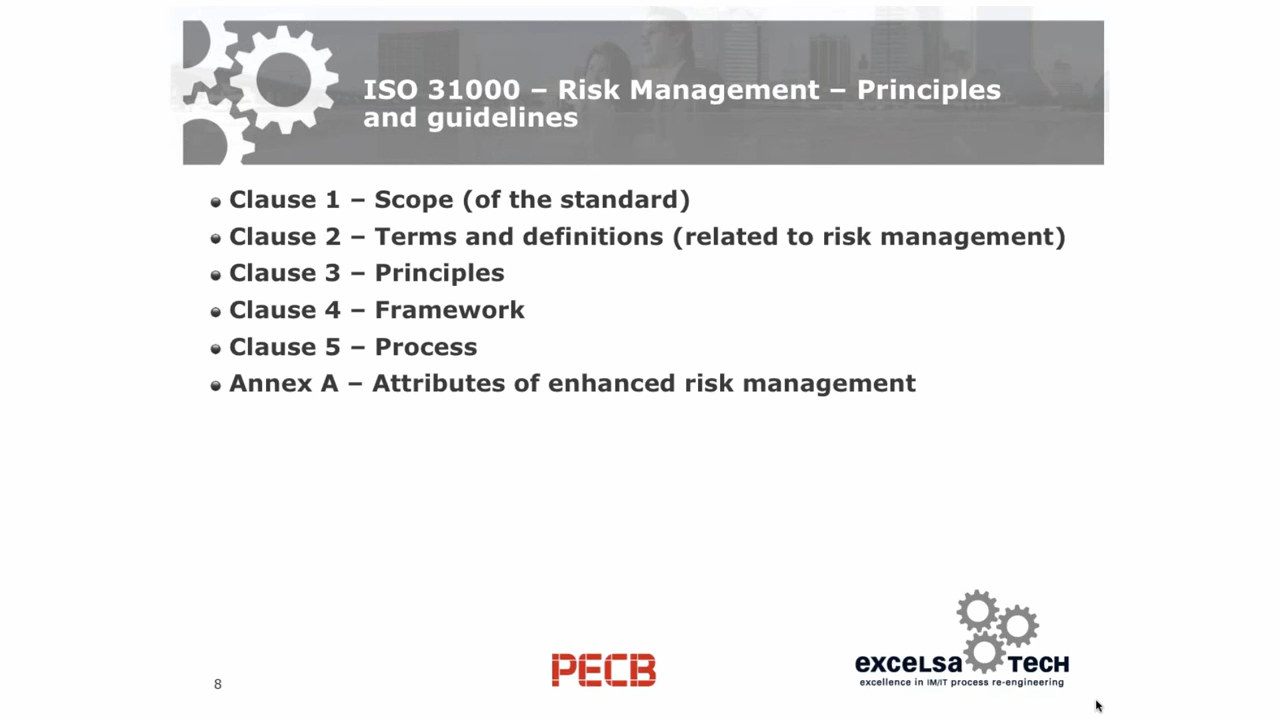 ISO 31000 – Risk Management – Principles
and guidelines
Clause 1 – Scope (of the standard)
Clause 2 – Terms and definitions (related to risk management)
Clause 3 – Principles
Clause 4 – Framework
Clause 5 – Process
Annex A – Attributes of enhanced risk management
8
PECB
EXCELSA TECH
excellence in IM/IT process re-engineering